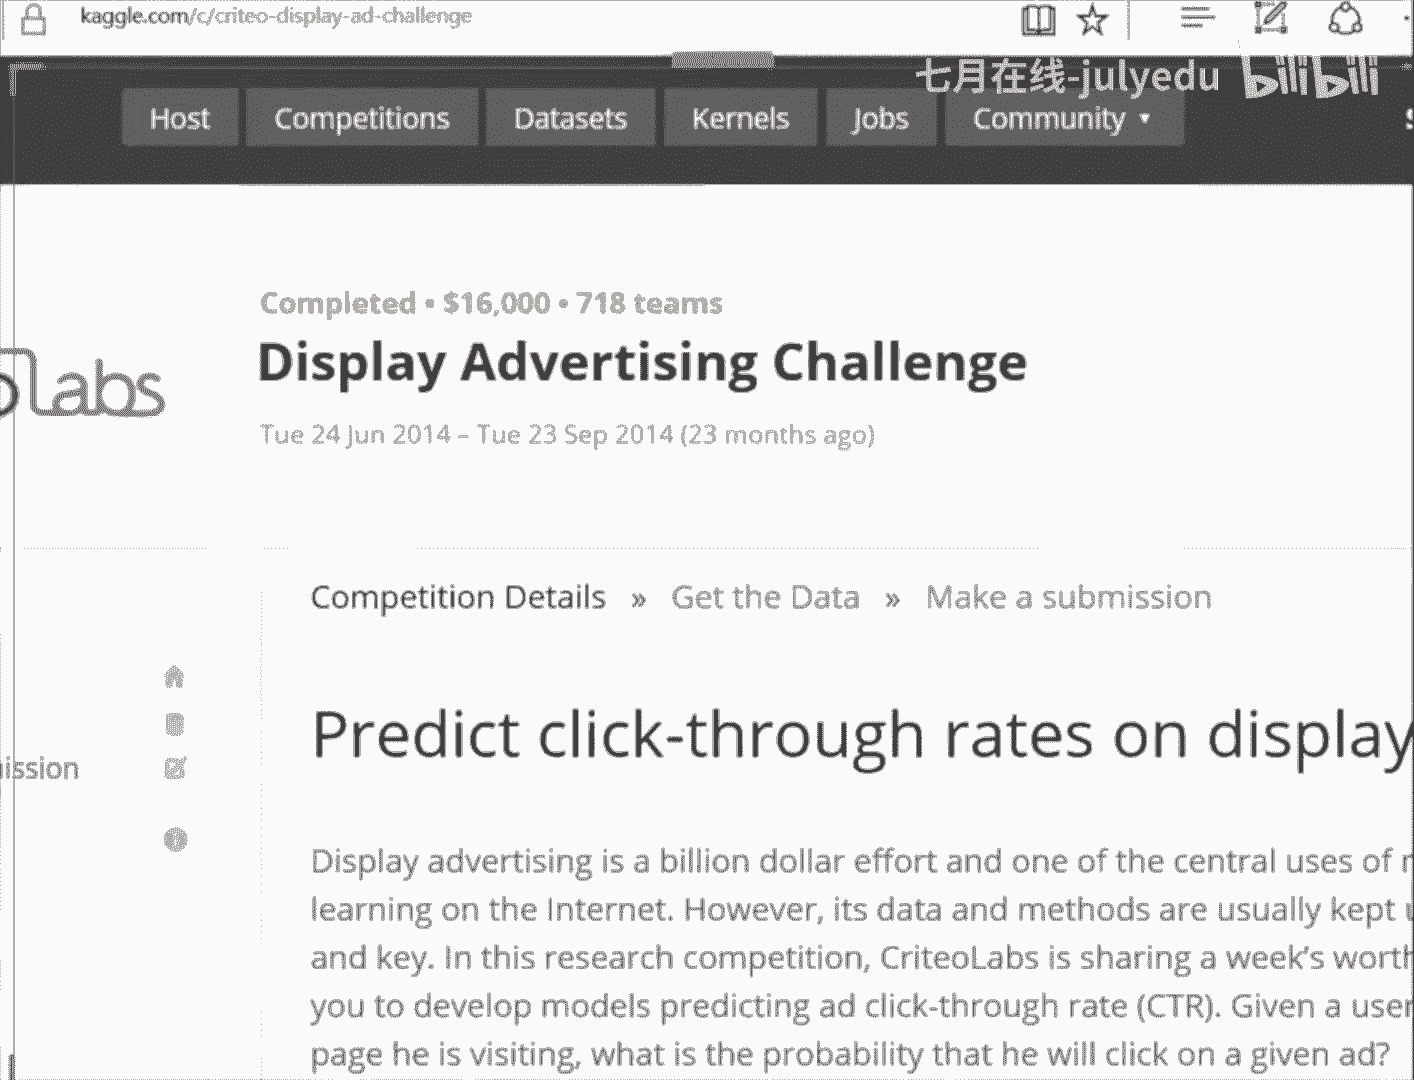 kaggle.com/c/criteo-display-ad-challenge
七月在线-julyedu bilibili
Host Competitions Datasets Kernels Jobs Community ▼
Completed • $16,000 • 718 teams
Display Advertising Challenge
labs
Tue 24 Jun 2014 – Tue 23 Sep 2014 (23 months ago)
Competition Details » Get the Data » Make a submission
Predict click-through rates on display
ission
Display advertising is a billion dollar effort and one of the central uses of
learning on the Internet. However, its data and methods are usually kept
and key. In this research competition, CriteoLabs is sharing a week’s worth
you to develop models predicting ad click-through rate (CTR). Given a user
page he is visiting, what is the probability that he will click on a given ad?